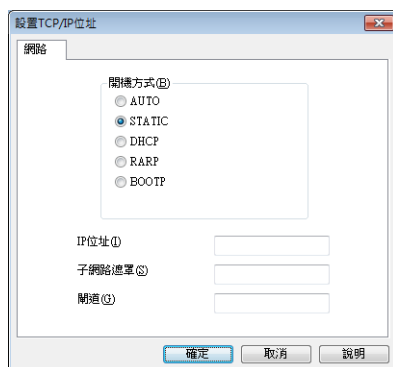 設置TCP/IP位址
網路
開機方式(B)
AUTO
STATIC
DHCP
RARP
BOOTP
IP位址(I)
子網路遮罩(S)
閘道(G)
確定 取消 說明